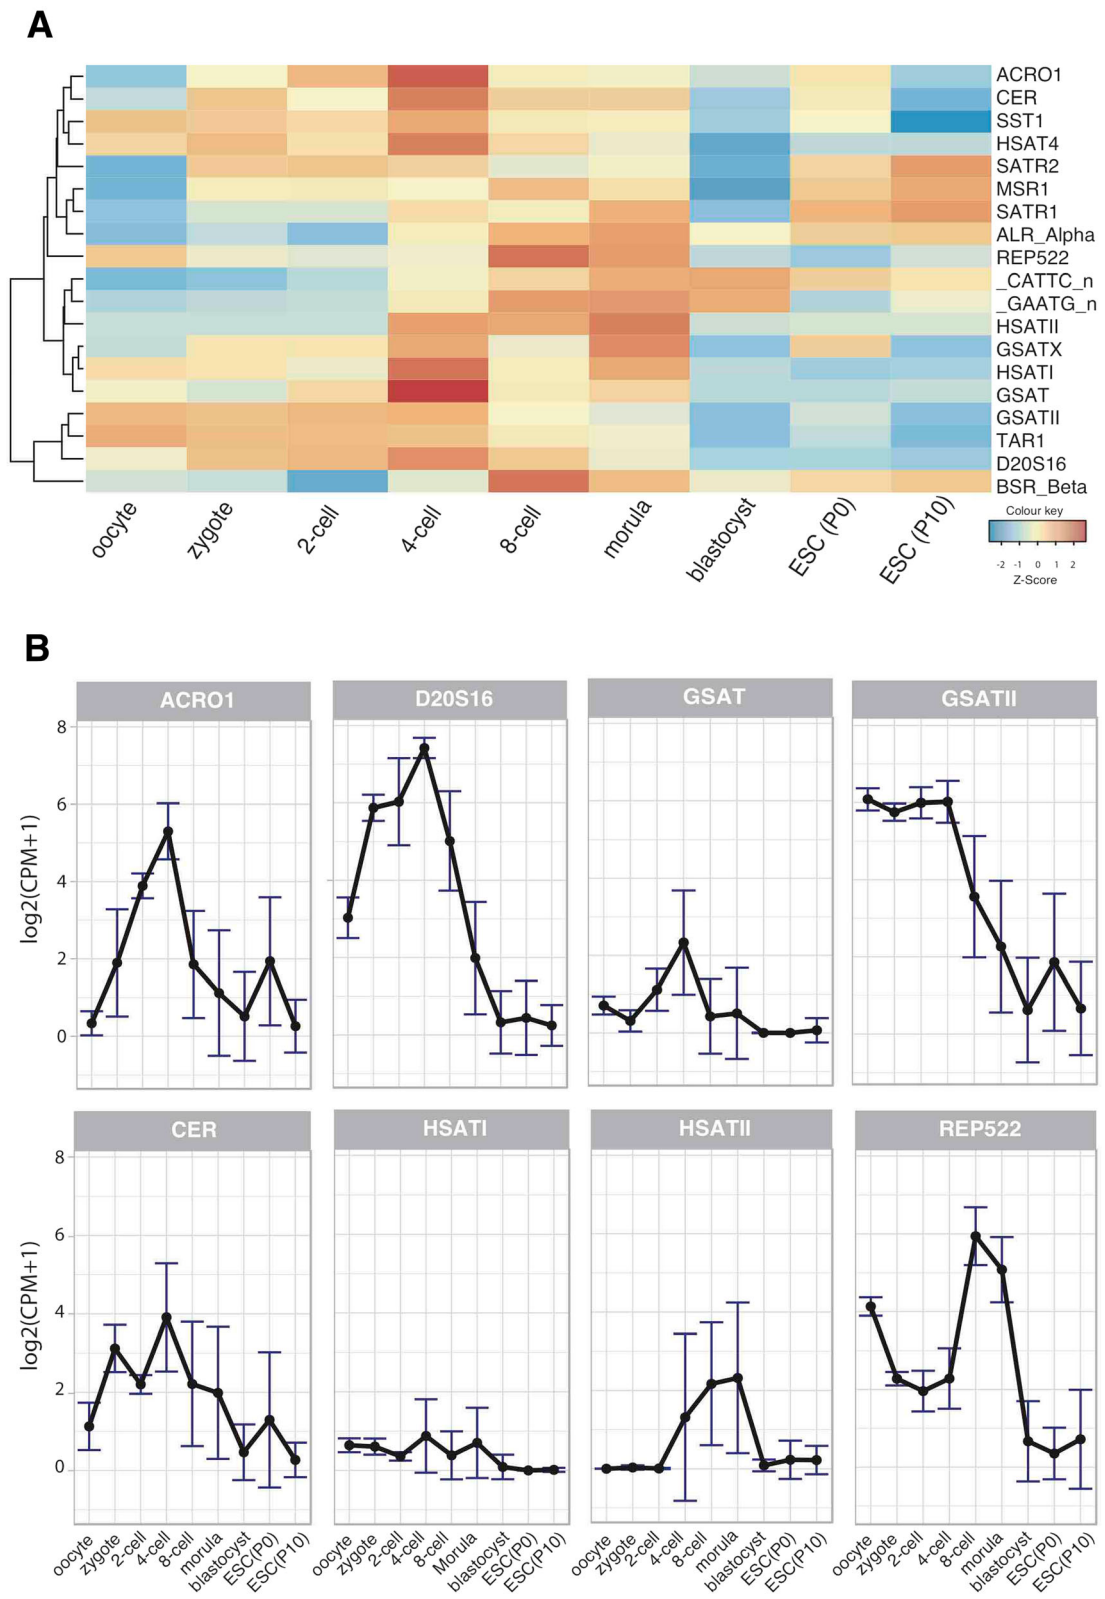 A
ACRO1
CER
SST1
HSAT4
SATR2
MSR1
SATR1
ALR_Alpha
REP522
_CATTC_n
_GAATG_n
HSATII
GSATX
HSATI
GSAT
GSATII
TAR1
D20S16
BSR_Beta
oocyte zygote 2-cell 4-cell 8-cell morula blastocyst ESC (P0) ESC (P10)
Colour key
-2 -1 0 1 2
Z-Score
B
ACRO1 D20S16 GSAT GSATII
8
6
4
2
0
log2(CPM+1)
CER HSATI HSATII REP522
8
6
4
2
0
log2(CPM+1)
oocyte zygote 2-cell 4-cell 8-cell morula blastocyst ESC(P0) ESC(P10)
oocyte zygote 2-cell 4-cell 8-cell Morula blastocyst ESC(P0) ESC(P10)
oocyte zygote 2-cell 4-cell 8-cell morula blastocyst ESC(P0) ESC(P10)
oocyte zygote 2-cell 4-cell 8-cell morula blastocyst ESC(P0) ESC(P10)